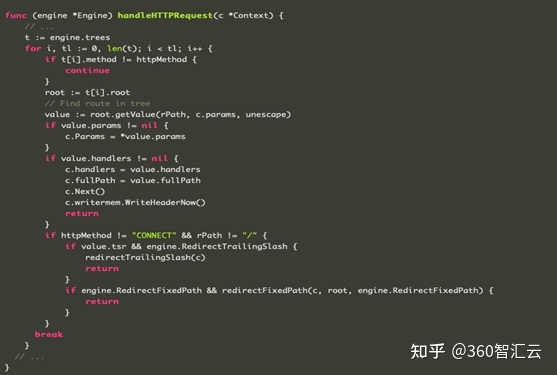 func (engine *Engine) handleHTTPRequest(c *Context) {
    // ...
    t := engine.trees
    for i, tl := 0, len(t); i < tl; i++ {
        if t[i].method != httpMethod {
            continue
        }
        root := t[i].root
        // Find route in tree
        value := root.getValue(rPath, c.params, unescape)
        if value.params != nil {
            c.Params = *value.params
        }
        if value.handlers != nil {
            c.handlers = value.handlers
            c.fullPath = value.fullPath
            c.Next()
            c.writermem.WriteHeaderNow()
            return
        }
        if httpMethod != "CONNECT" && rPath != "/" {
            if value.tsr && engine.RedirectTrailingSlash {
                redirectTrailingSlash(c)
                return
            }
            if engine.RedirectFixedPath && redirectFixedPath(c, root, engine.RedirectFixedPath) {
                return
            }
        }
      break
    }
  // ...
}
知乎 @360智汇云